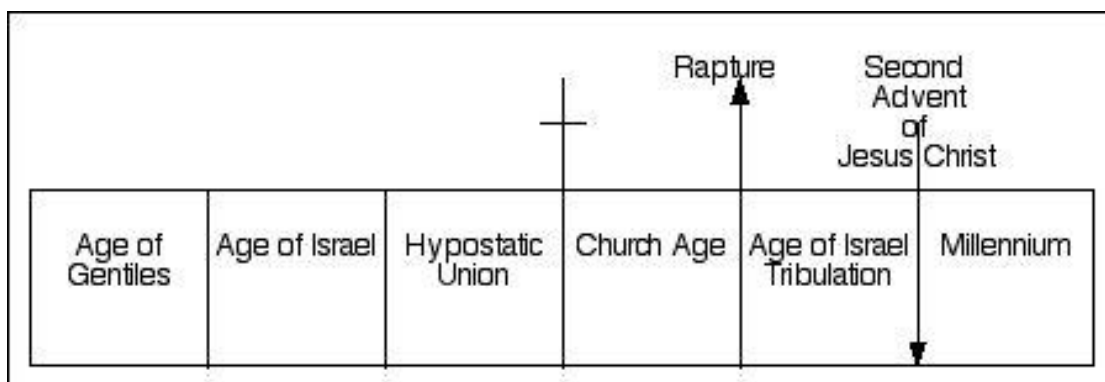 Rapture
Second
Advent
of
Jesus Christ
Age of
Gentiles
Age of Israel
Hypostatic
Union
Church Age
Age of Israel
Tribulation
Millennium